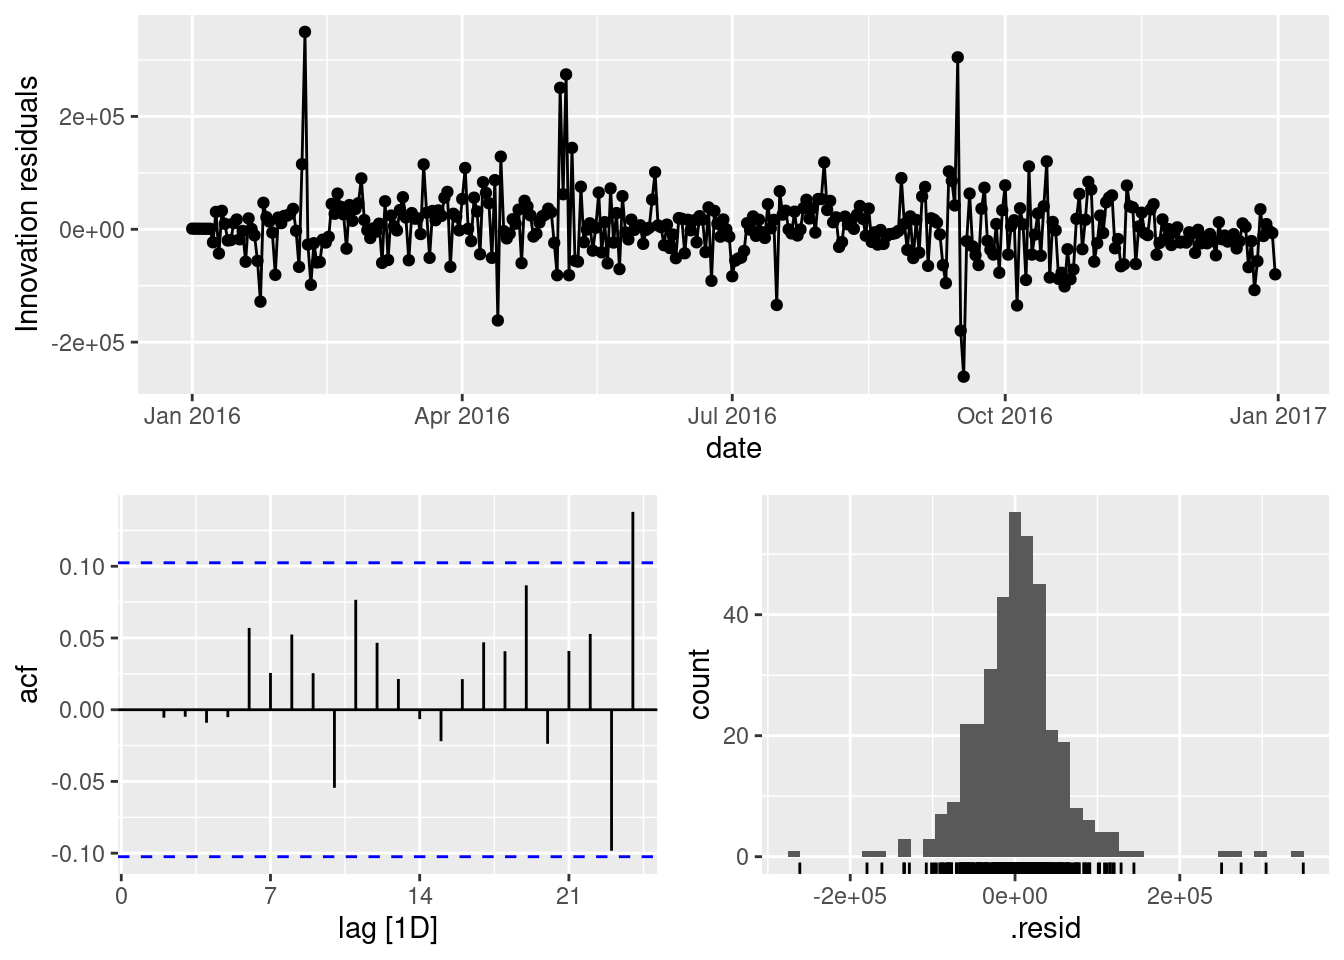 Innovation residuals
2e+05
0e+00
-2e+05
Jan 2016 Apr 2016 Jul 2016 Oct 2016 Jan 2017
date
acf
0.10
0.05
0.00
-0.05
-0.10
0 7 14 21
lag [1D]
count
40
20
0
-2e+05 0e+00 2e+05
.resid